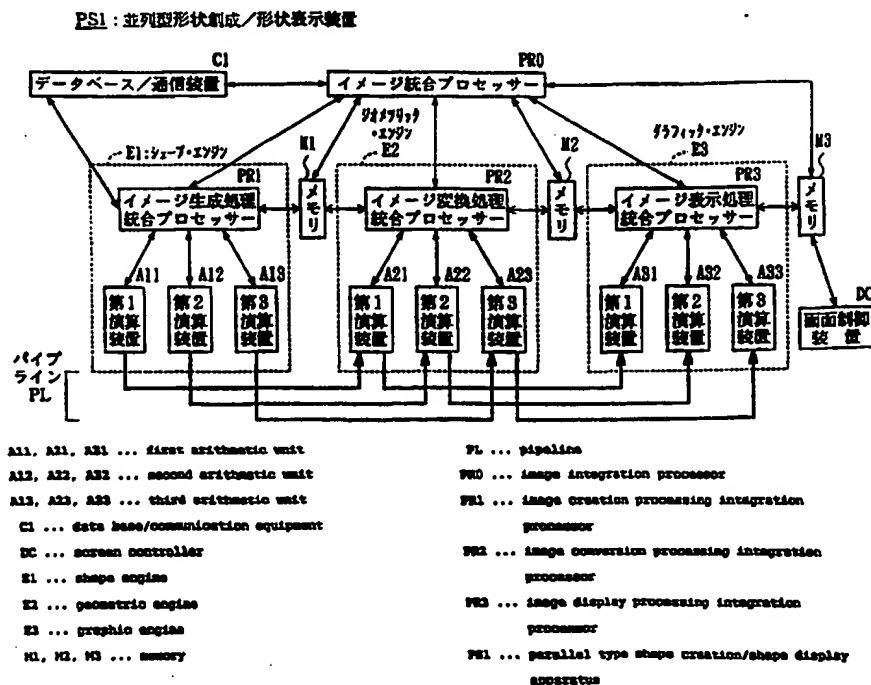 PS1：並列型形状創成／形状表示装置
C1
データベース／通信装置
PR0
イメージ統合プロセッサー
E1:シェープ・エンジン
M1
メモリ
ジオメトリック
・エンジン
E2
M2
メモリ
グラフィック・エンジン
E3
M3
メモリ
PR1
イメージ生成処理
統合プロセッサー
PR2
イメージ変換処理
統合プロセッサー
PR3
イメージ表示処理
統合プロセッサー
A11
第1演算装置
A12
第2演算装置
A13
第3演算装置
A21
第1演算装置
A22
第2演算装置
A23
第3演算装置
A31
第1演算装置
A32
第2演算装置
A33
第3演算装置
DC
画面制御
装置
パイプ
ライン
PL
A11, A21, A31 ... first arithmetic unit
A12, A22, A32 ... second arithmetic unit
A13, A23, A33 ... third arithmetic unit
C1 ... data base/communication equipment
DC ... screen controller
E1 ... shape engine
E2 ... geometric engine
E3 ... graphic engine
M1, M2, M3 ... memory
PL ... pipeline
PR0 ... image integration processor
PR1 ... image creation processing integration
processor
PR2 ... image conversion processing integration
processor
PR3 ... image display processing integration
processor
PS1 ... parallel type shape creation/shape display
apparatus